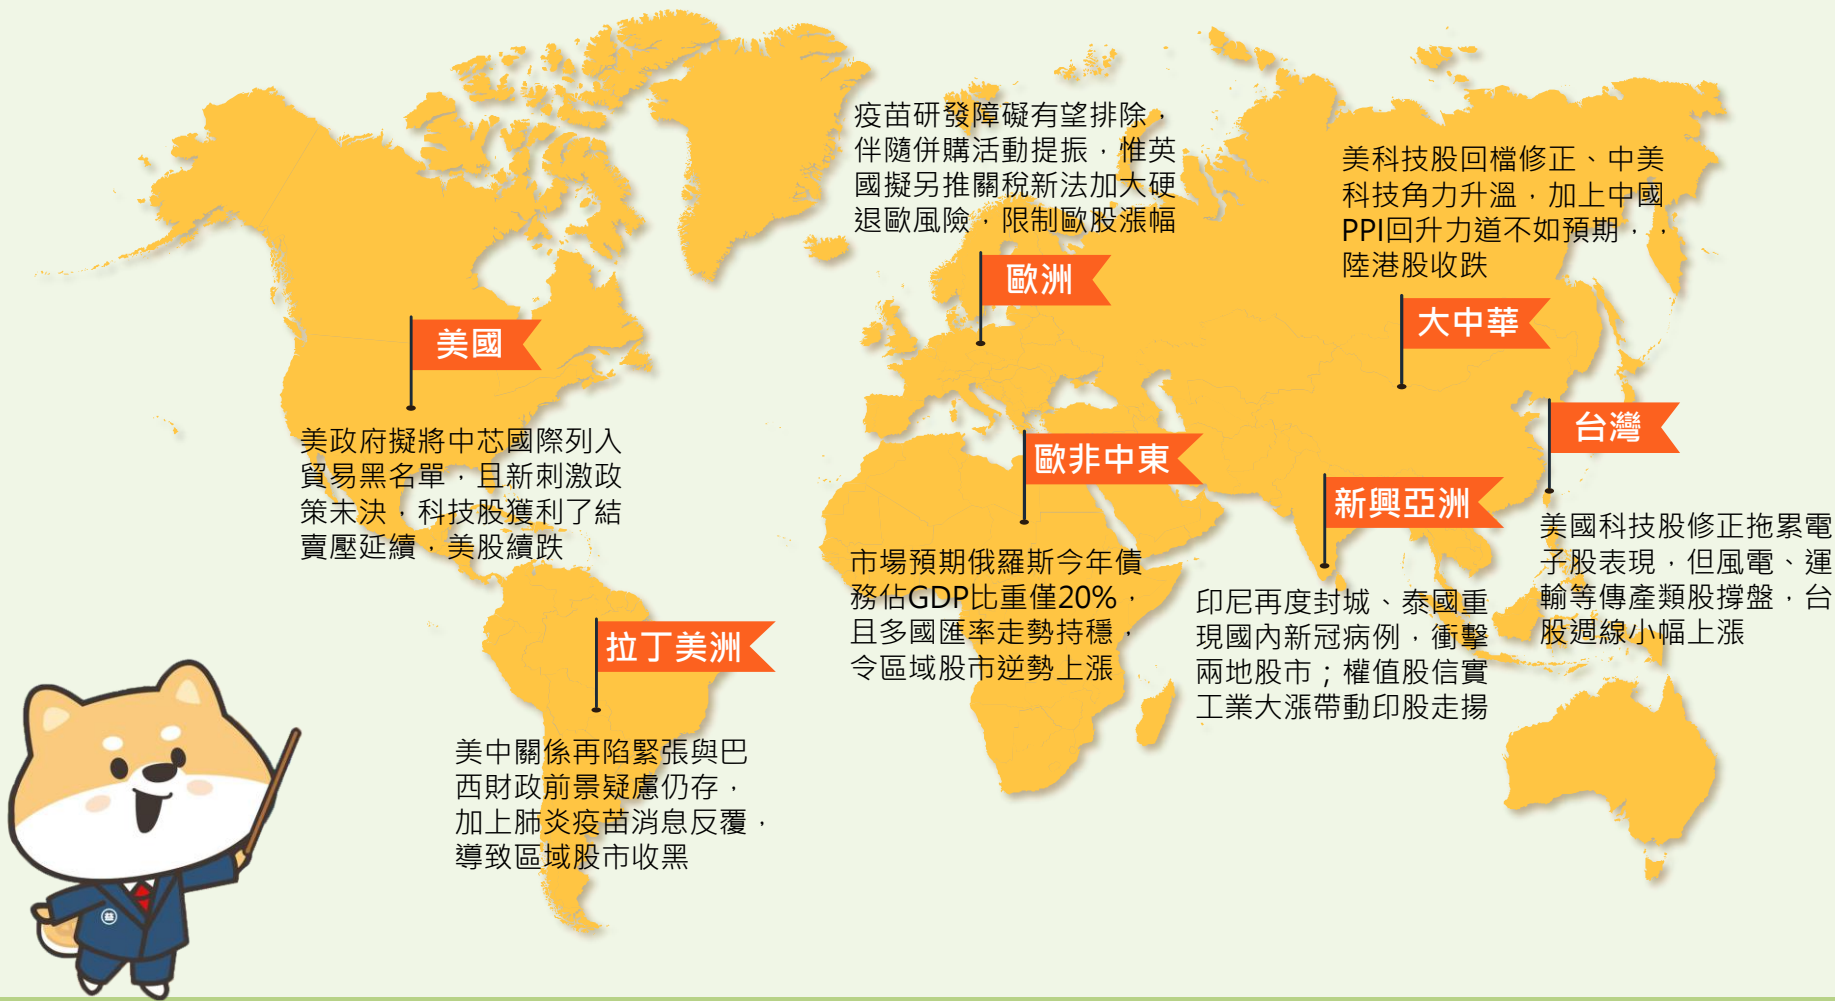 疫苗研發障礙有望排除，
伴隨併購活動提振，惟英
國擬另推關稅新法加大硬
退歐風險，限制歐股漲幅
歐洲
美科技股回檔修正、中美
科技角力升溫，加上中國
PPI回升力道不如預期，，
陸港股收跌
大中華
美國
美政府擬將中芯國際列入
貿易黑名單，且新刺激政
策未決，科技股獲利了結
賣壓延續，美股續跌
歐非中東
市場預期俄羅斯今年債
務佔GDP比重僅20%，
且多國匯率走勢持穩，
令區域股市逆勢上漲
新興亞洲
印尼再度封城、泰國重
現國內新冠病例，衝擊
兩地股市；權值股信實
工業大漲帶動印股走揚
台灣
美國科技股修正拖累電
子股表現，但風電、運
輸等傳產類股撐盤，台
股週線小幅上漲
拉丁美洲
美中關係再陷緊張與巴
西財政前景疑慮仍存，
加上肺炎疫苗消息反覆，
導致區域股市收黑